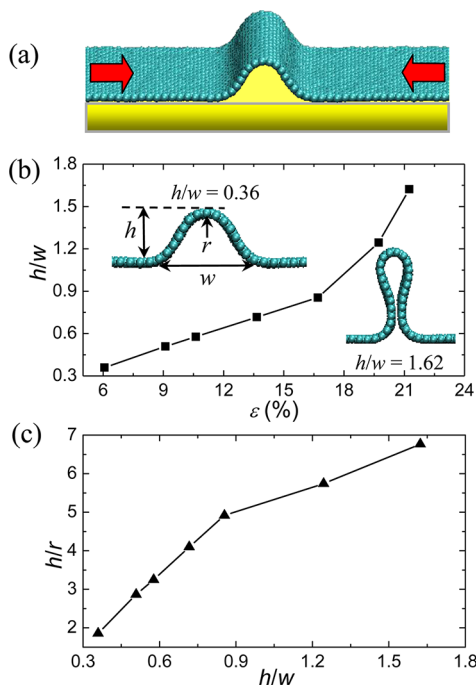 (a)
(b)
1.8
1.5
1.2
0.9
0.6
0.3
h/w
h/w = 0.36
h
r
w
h/w = 1.62
6 9 12 15 18 21 24
ε (%)
(c)
7
6
5
4
3
2
h/r
0.3 0.6 0.9 1.2 1.5 1.8
h/w